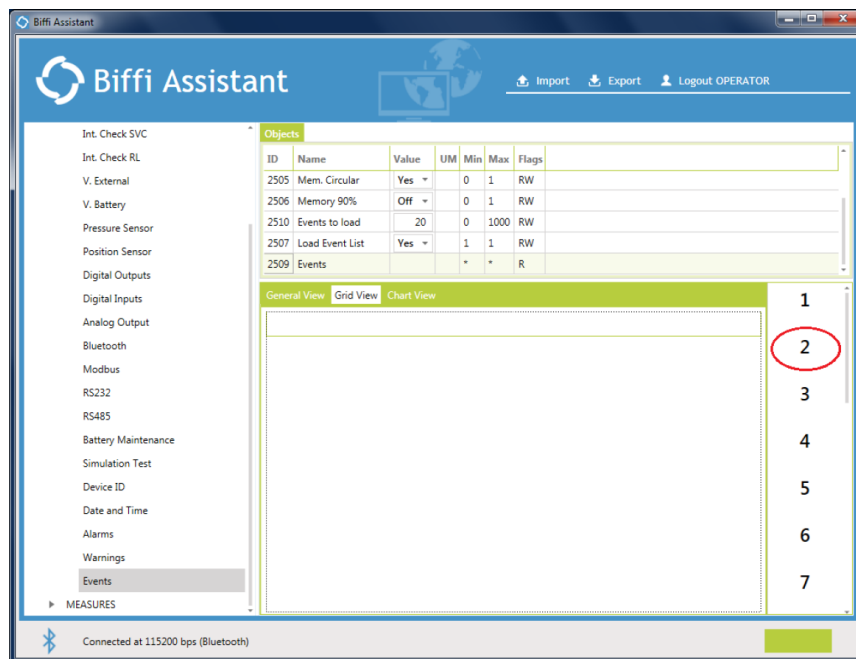 Biffi Assistant
Biffi Assistant
Import Export Logout OPERATOR
Int. Check SVC
Int. Check RL
V. External
V. Battery
Pressure Sensor
Position Sensor
Digital Outputs
Digital Inputs
Analog Output
Bluetooth
Modbus
RS232
RS485
Battery Maintenance
Simulation Test
Device ID
Date and Time
Alarms
Warnings
Events
MEASURES
Objects
ID Name Value UM Min Max Flags
2505 Mem. Circular Yes 0 1 RW
2506 Memory 90% Off 0 1 RW
2510 Events to load 20 0 1000 RW
2507 Load Event List Yes 1 1 RW
2509 Events * * R
General View Grid View Chart View
1
2
3
4
5
6
7
Connected at 115200 bps (Bluetooth)